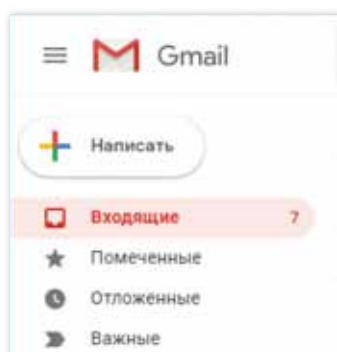 Gmail
Написать
Входящие 7
Помеченные
Отложенные
Важные